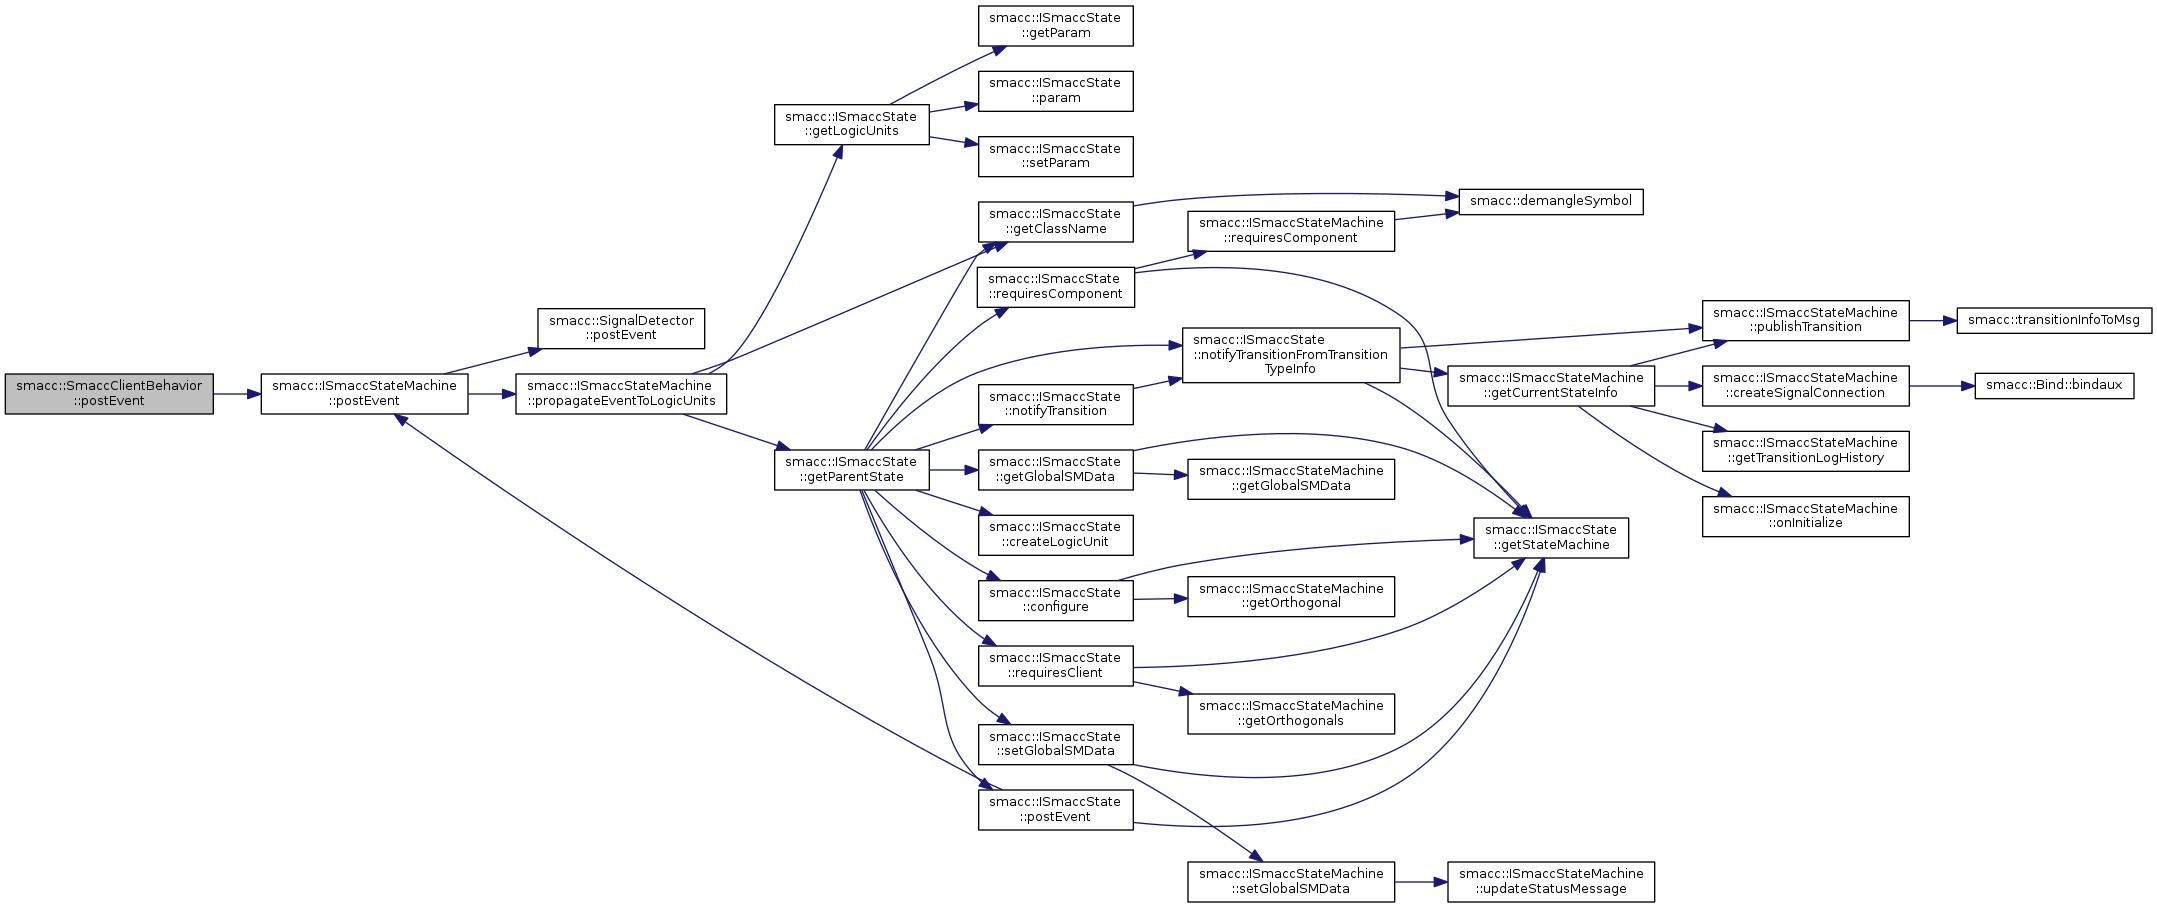 smacc::SmaccClientBehavior
::postEvent
smacc::ISmaccStateMachine
::postEvent
smacc::SignalDetector
::postEvent
smacc::ISmaccStateMachine
::propagateEventToLogicUnits
smacc::ISmaccState
::getLogicUnits
smacc::ISmaccState
::getParentState
smacc::ISmaccState
::getParam
smacc::ISmaccState
::param
smacc::ISmaccState
::setParam
smacc::ISmaccState
::getClassName
smacc::ISmaccState
::requiresComponent
smacc::ISmaccState
::notifyTransition
smacc::ISmaccState
::getGlobalSMData
smacc::ISmaccState
::createLogicUnit
smacc::ISmaccState
::configure
smacc::ISmaccState
::requiresClient
smacc::ISmaccState
::setGlobalSMData
smacc::ISmaccState
::postEvent
smacc::ISmaccStateMachine
::requiresComponent
smacc::ISmaccState
::notifyTransitionFromTransition
TypeInfo
smacc::ISmaccStateMachine
::getGlobalSMData
smacc::ISmaccStateMachine
::getOrthogonal
smacc::ISmaccStateMachine
::getOrthogonals
smacc::ISmaccStateMachine
::setGlobalSMData
smacc::demangleSymbol
smacc::ISmaccStateMachine
::getCurrentStateInfo
smacc::ISmaccState
::getStateMachine
smacc::ISmaccStateMachine
::updateStatusMessage
smacc::ISmaccStateMachine
::publishTransition
smacc::ISmaccStateMachine
::createSignalConnection
smacc::ISmaccStateMachine
::getTransitionLogHistory
smacc::ISmaccStateMachine
::onInitialize
smacc::transitionInfoToMsg
smacc::Bind::bindaux